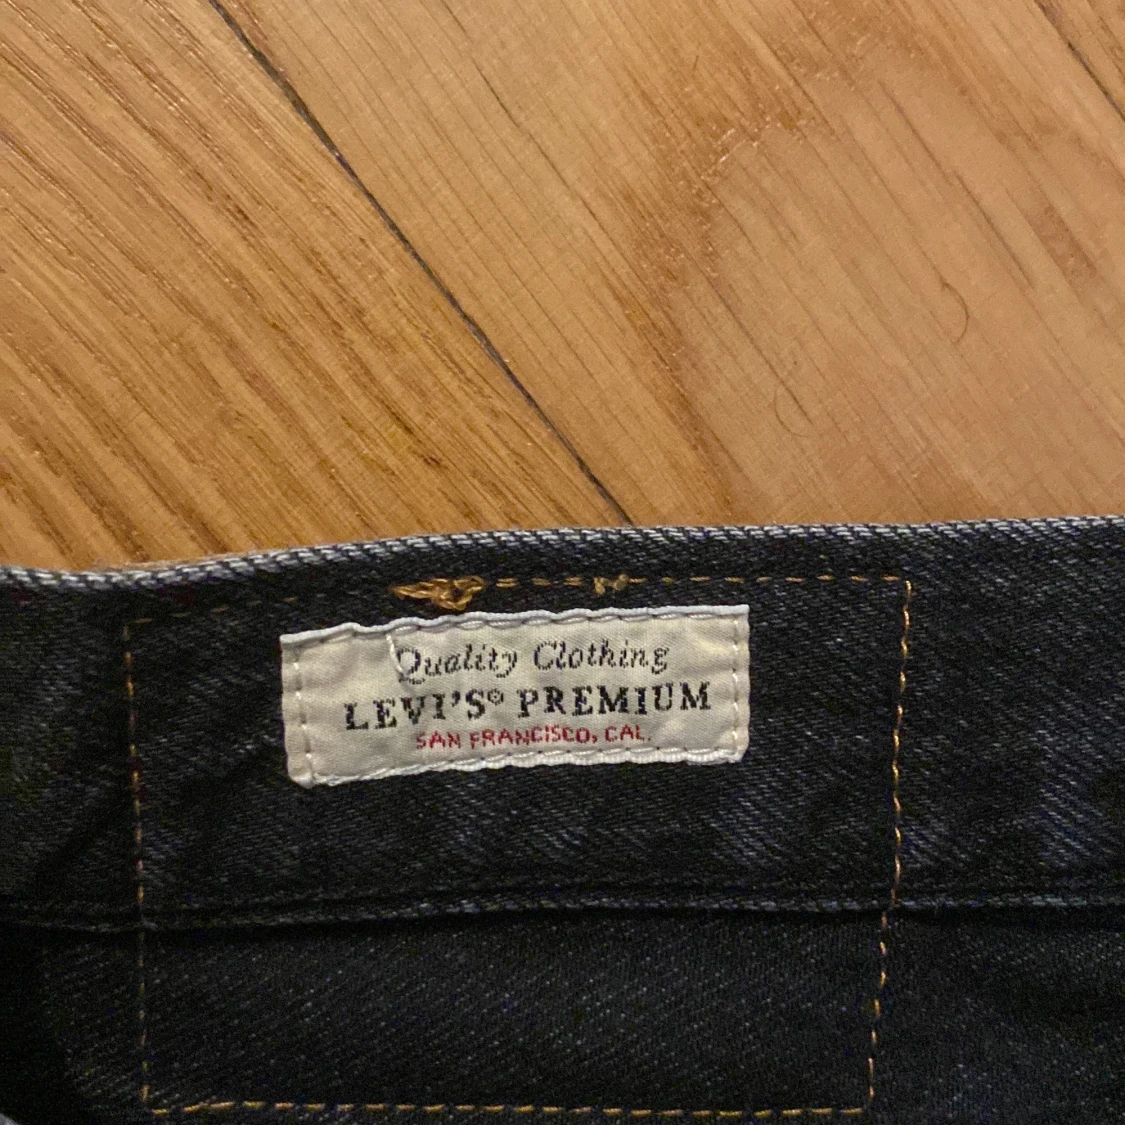 Quality Clothing
LEVI'S® PREMIUM
SAN FRANCISCO, CAL.